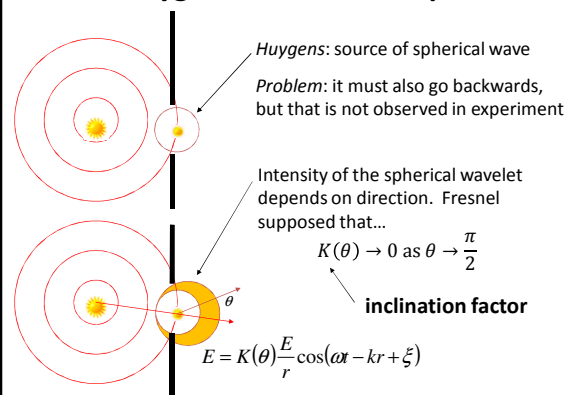 Huygens: source of spherical wave
Problem: it must also go backwards,
but that is not observed in experiment
Intensity of the spherical wavelet
depends on direction. Fresnel
supposed that…
K(θ) → 0 as θ → π/2
θ
inclination factor
E = K(θ) E/r cos(ωt − kr + ξ)